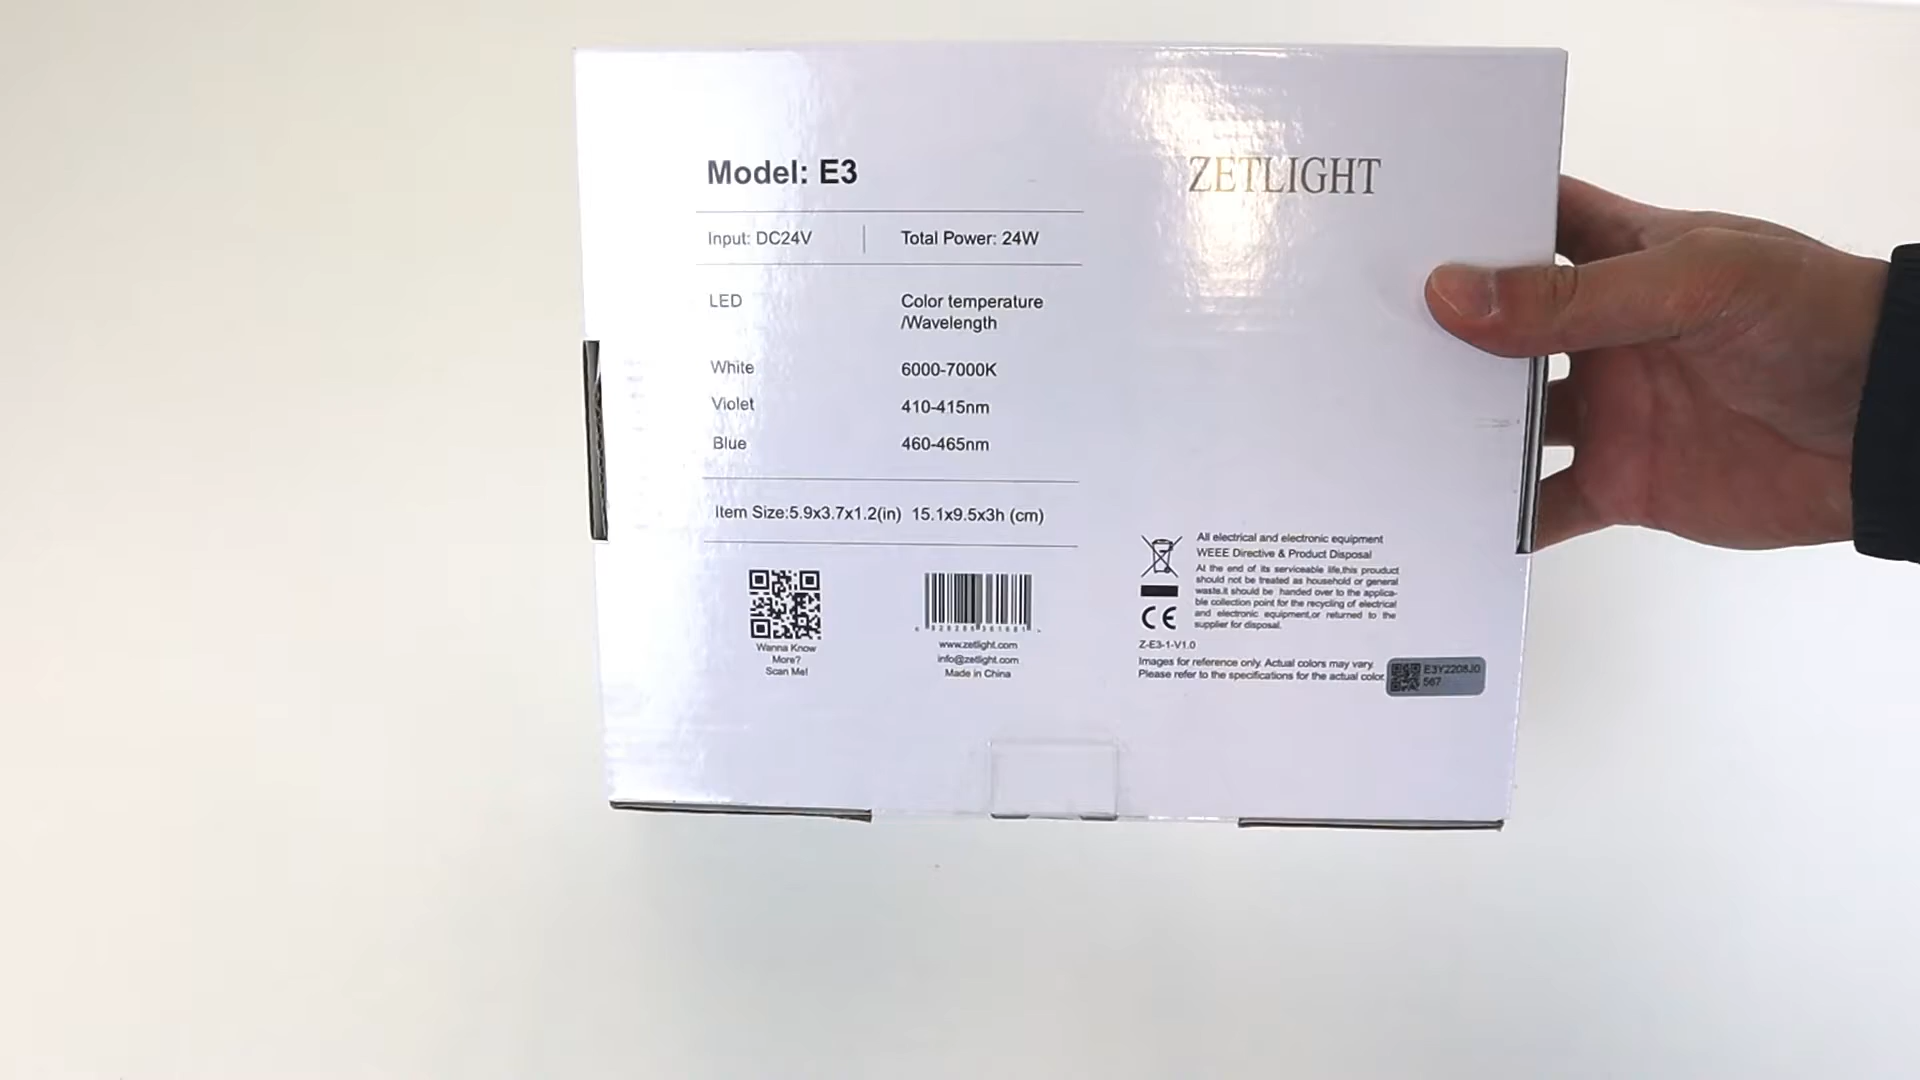 Model: E3
ZETLIGHT
Input: DC24V
Total Power: 24W
LED
Color temperature
/Wavelength
White
6000-7000K
Violet
410-415nm
Blue
460-465nm
Item Size:5.9x3.7x1.2(in) 15.1x9.5x3h (cm)
Wanna Know
More?
Scan Me!
www.zetlight.com
info@zetlight.com
Made in China
All electrical and electronic equipment
WEEE Directive & Product Disposal
At the end of its serviceable life,this prouduct
should not be treated as household or general
waste.it should be handed over to the applica-
ble collection point for the recycling of electrical
and electronic equipment,or returned to the
supplier for disposal.
CE
Z-E3-1-V1.0
Images for reference only. Actual colors may vary.
Please refer to the specifications for the actual color.
E3Y2208J0
567